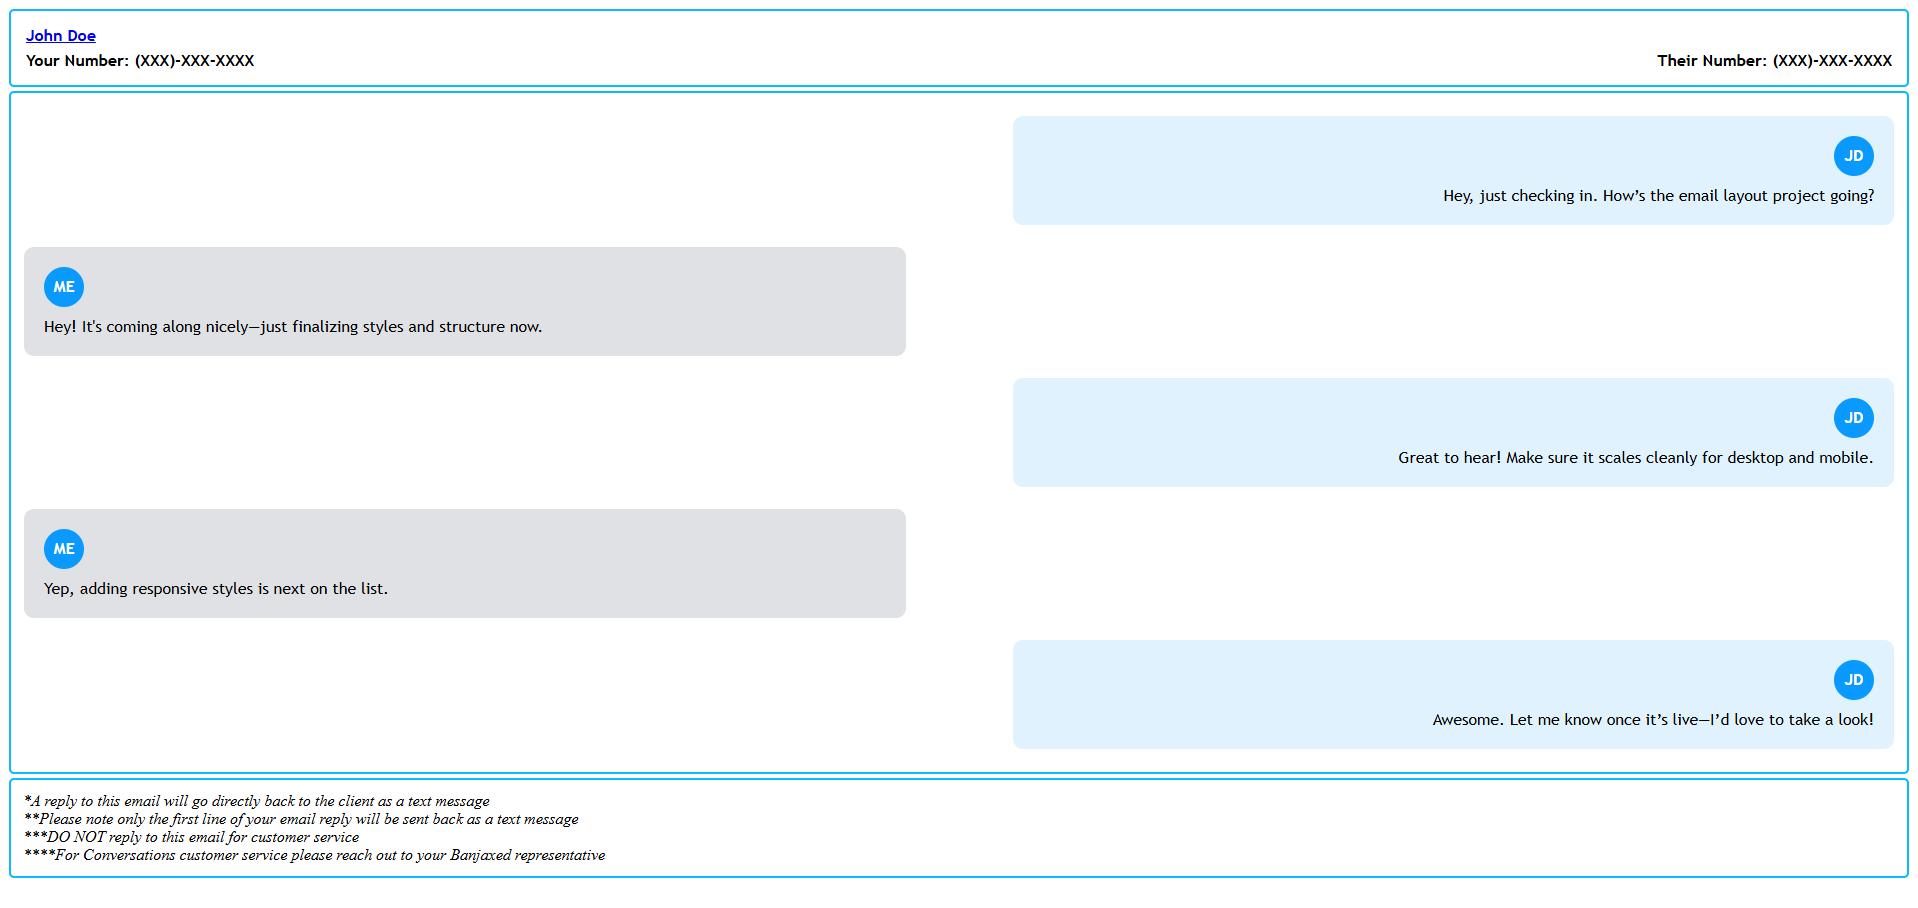 John Doe
Your Number: (XXX)-XXX-XXXX
Their Number: (XXX)-XXX-XXXX
JD
Hey, just checking in. How’s the email layout project going?
ME
Hey! It's coming along nicely—just finalizing styles and structure now.
JD
Great to hear! Make sure it scales cleanly for desktop and mobile.
ME
Yep, adding responsive styles is next on the list.
JD
Awesome. Let me know once it’s live—I’d love to take a look!
*A reply to this email will go directly back to the client as a text message
**Please note only the first line of your email reply will be sent back as a text message
***DO NOT reply to this email for customer service
****For Conversations customer service please reach out to your Banjaxed representative